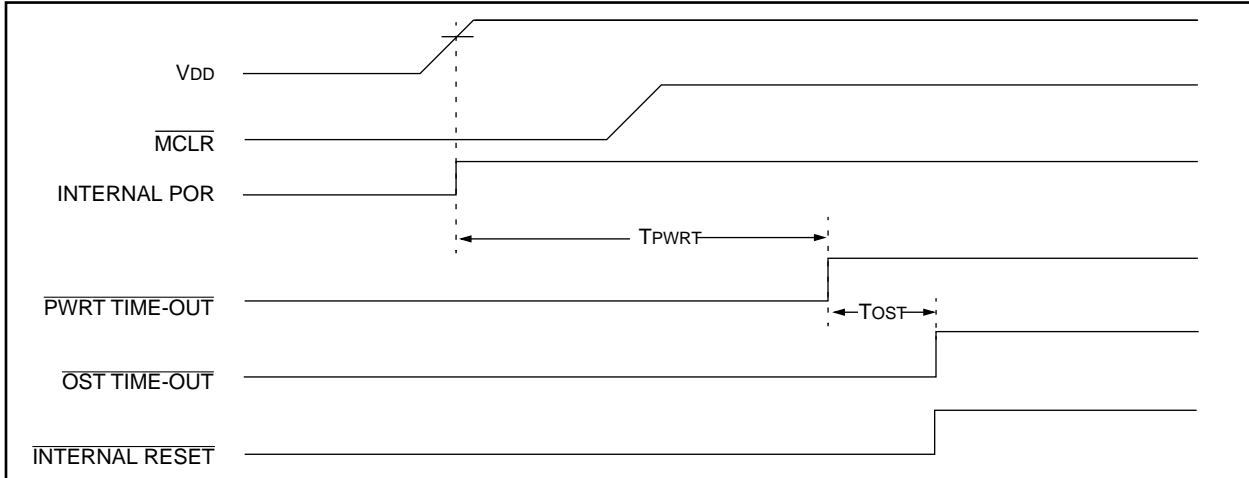 VDD
MCLR
INTERNAL POR
TPWRT
PWRT TIME-OUT
TOST
OST TIME-OUT
INTERNAL RESET